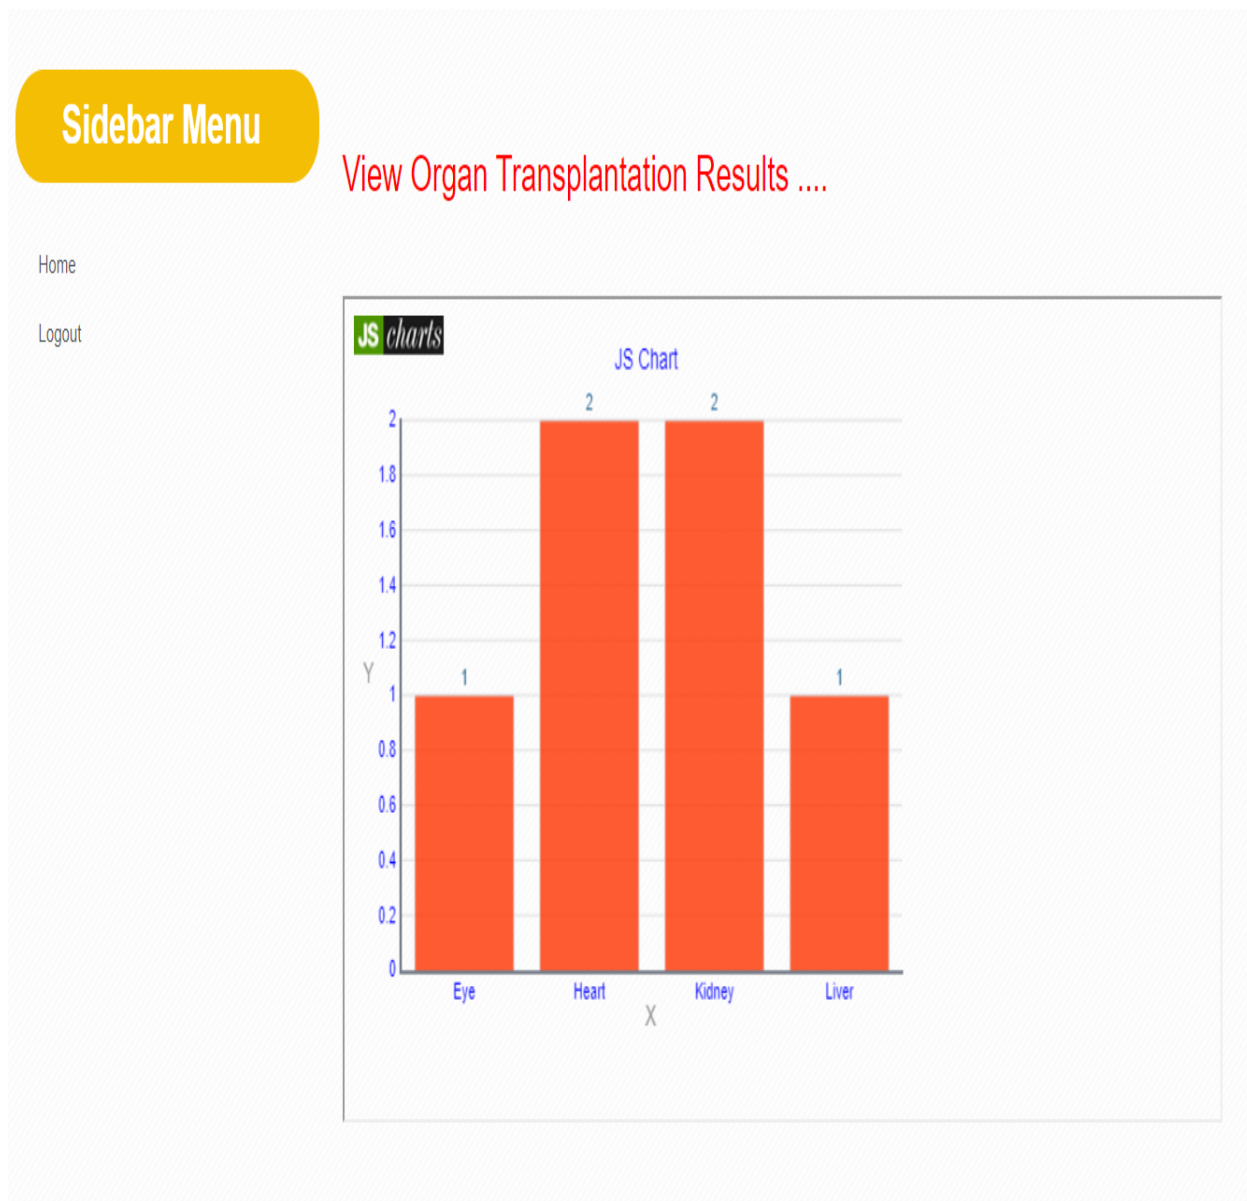 Sidebar Menu
View Organ Transplantation Results ....
Home
Logout
JS charts
JS Chart
2
2
2
1.8
1.6
1.4
1.2
Y
1
1
1
0.8
0.6
0.4
0.2
0
Eye
Heart
Kidney
Liver
X